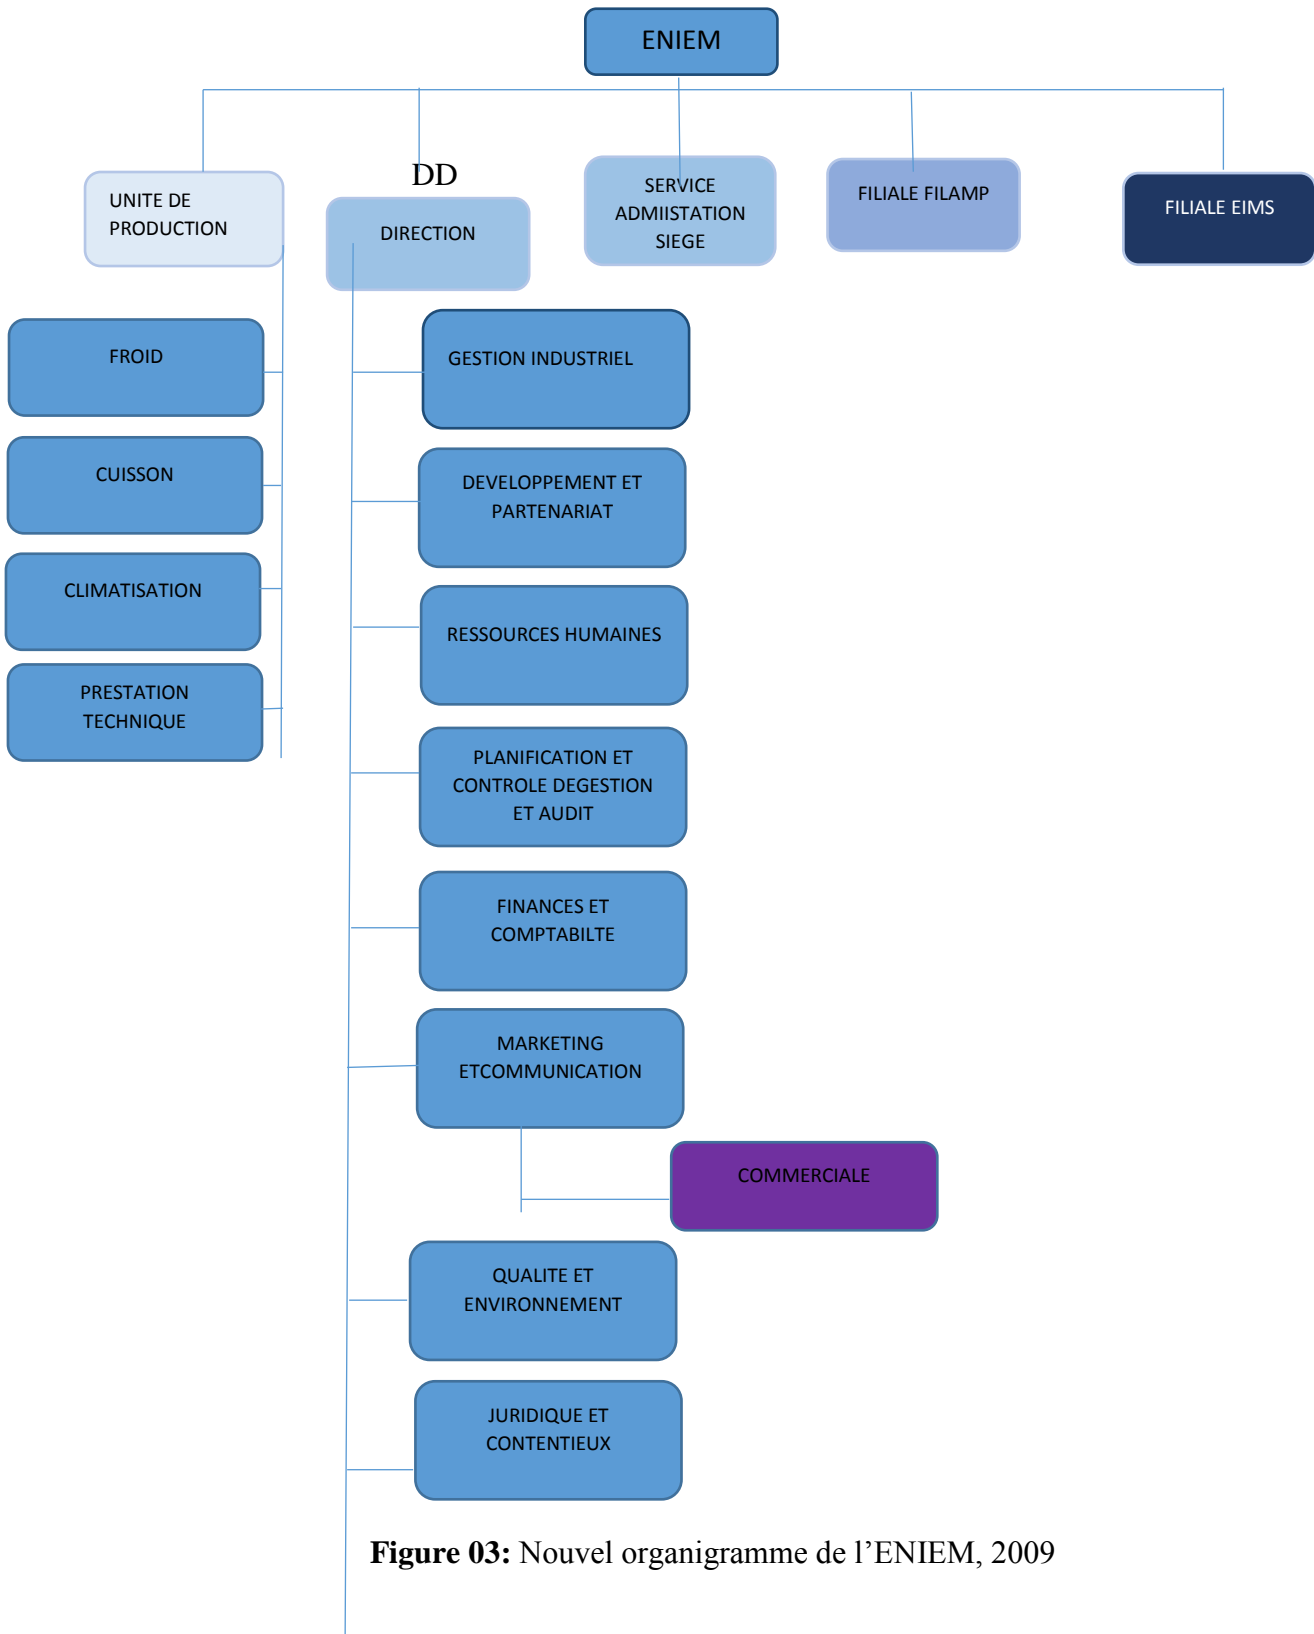 ENIEM
UNITE DE
PRODUCTION
DD
DIRECTION
SERVICE
ADMIISTATION
SIEGE
FILIALE FILAMP
FILIALE EIMS
FROID
CUISSON
CLIMATISATION
PRESTATION
TECHNIQUE
GESTION INDUSTRIEL
DEVELOPPEMENT ET
PARTENARIAT
RESSOURCES HUMAINES
PLANIFICATION ET
CONTROLE DEGESTION
ET AUDIT
FINANCES ET
COMPTABILTE
MARKETING
ETCOMMUNICATION
COMMERCIALE
QUALITE ET
ENVIRONNEMENT
JURIDIQUE ET
CONTENTIEUX
Figure 03: Nouvel organigramme de l’ENIEM, 2009